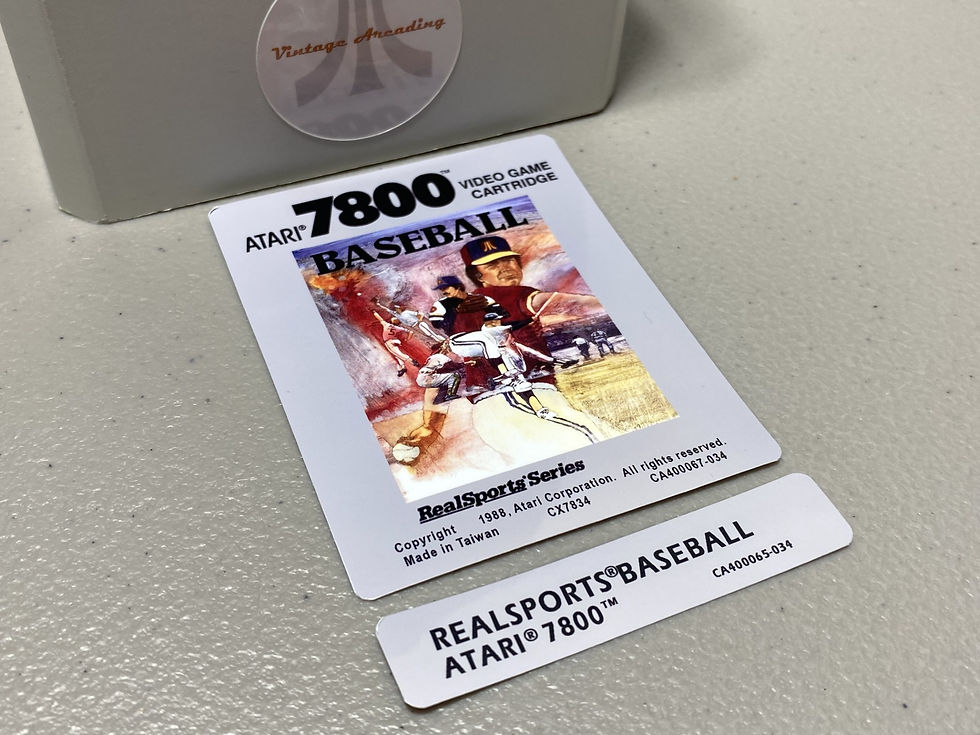 Vintage Arcading
ATARI® 7800™ VIDEO GAME
CARTRIDGE
BASEBALL
RealSports® Series
Copyright 1988, Atari Corporation. All rights reserved.
Made in Taiwan CX7834 CA400067-034
REALSPORTS® BASEBALL
ATARI® 7800™ CA400065-034